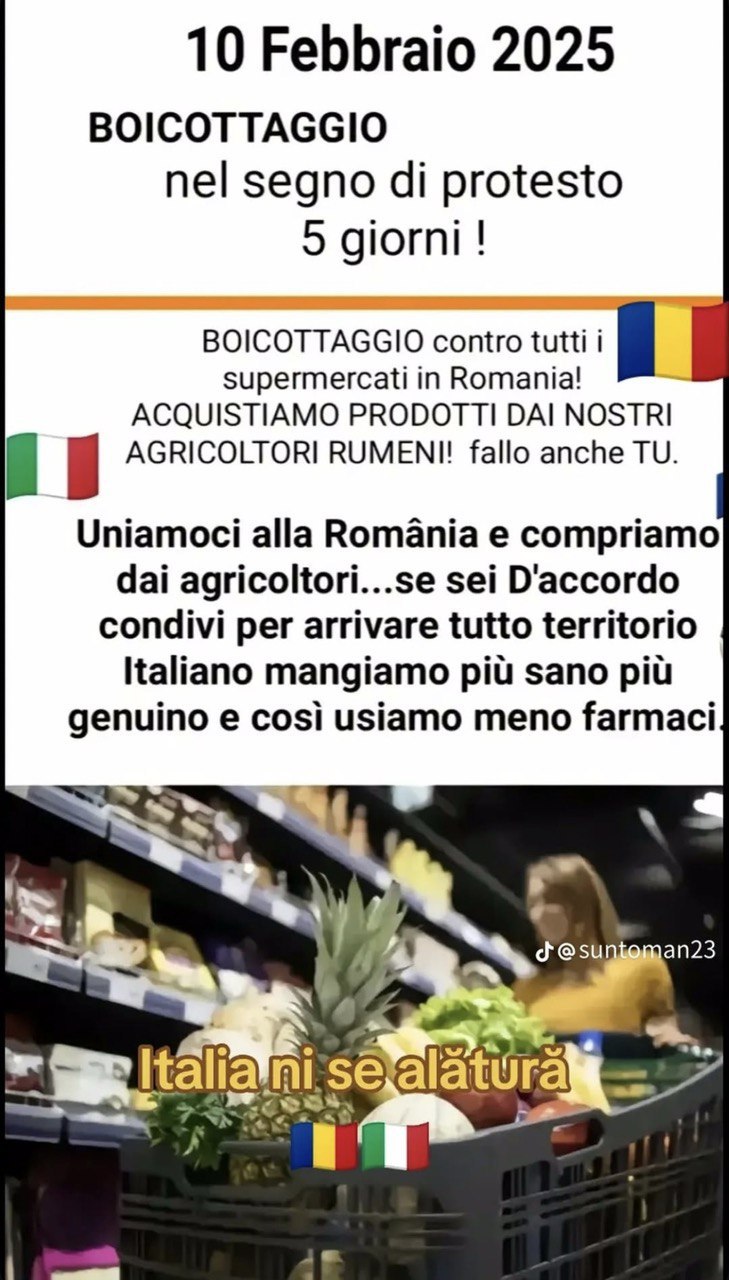 10 Febbraio 2025
BOICOTTAGGIO
nel segno di protesto
5 giorni !
BOICOTTAGGIO contro tutti i
supermercati in Romania!
ACQUISTIAMO PRODOTTI DAI NOSTRI
AGRICOLTORI RUMENI! fallo anche TU.
Uniamoci alla România e compriamo
dai agricoltori...se sei D'accordo
condivi per arrivare tutto territorio
Italiano mangiamo più sano più
genuino e così usiamo meno farmaci.
@suntoman23
Italia ni se alătură